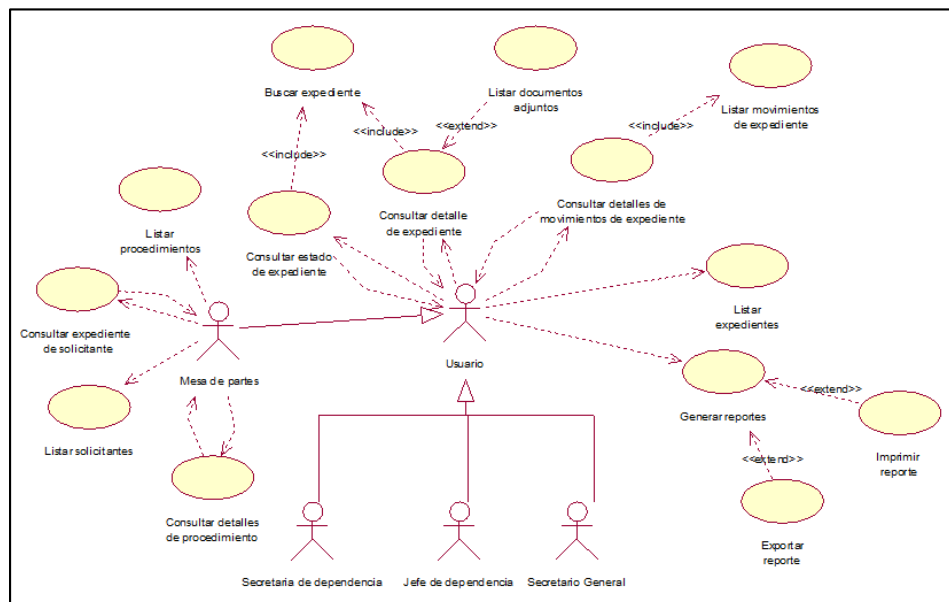 Buscar expediente
Listar documentos
adjuntos
Listar movimientos
de expediente
<<include>>
<<extend>>
<<include>>
<<include>>
Listar
procedimientos
Consultar estado
de expediente
Consultar detalle
de expediente
Consultar detalles de
movimientos de expediente
Consultar expediente
de solicitante
Mesa de partes
Usuario
Listar
expedientes
Listar solicitantes
Generar reportes
<<extend>>
Imprimir
reporte
<<extend>>
Consultar detalles
de procedimiento
Exportar
reporte
Secretaria de dependencia
Jefe de dependencia
Secretario General